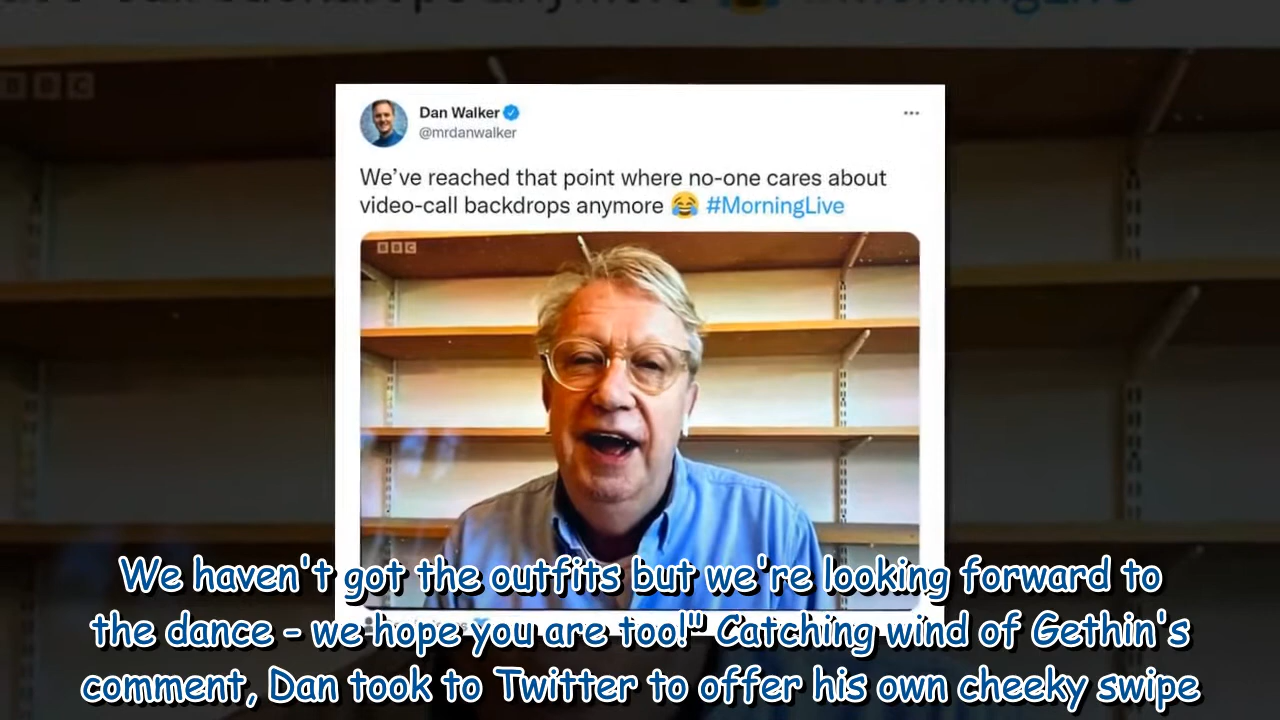 BBC
Dan Walker
@mrdanwalker
We've reached that point where no-one cares about
video-call backdrops anymore 😂 #MorningLive
BBC
We haven't got the outfits but we're looking forward to
the dance - we hope you are too!" Catching wind of Gethin's
comment, Dan took to Twitter to offer his own cheeky swipe